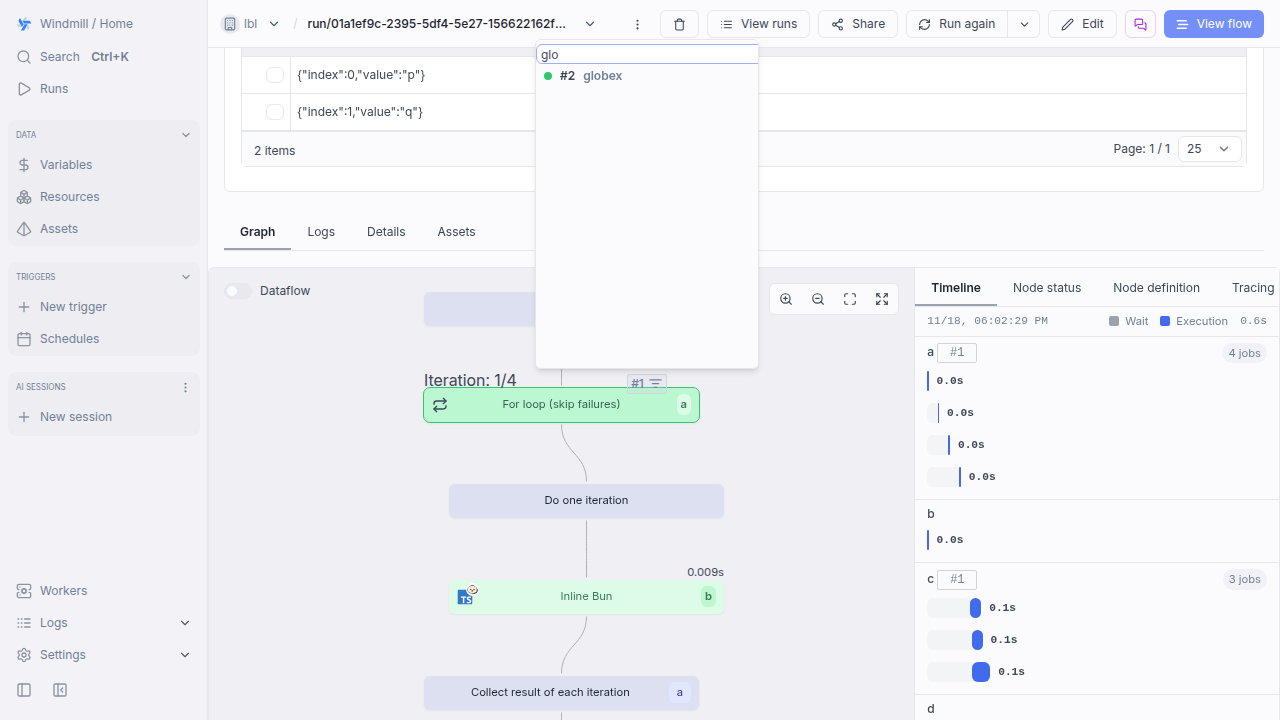 Windmill / Home
lbl / run/01a1ef9c-2395-5df4-5e27-156622162f... View runs Share Run again Edit View flow
Search Ctrl+K
Runs
DATA
Variables
Resources
Assets
TRIGGERS
New trigger
Schedules
AI SESSIONS
New session
Workers
Logs
Settings
glo
#2 globex
{"index":0,"value":"p"}
{"index":1,"value":"q"}
2 items Page: 1 / 1 25
Graph Logs Details Assets
Dataflow
Iteration: 1/4 #1
For loop (skip failures) a
Do one iteration
0.009s
TS Inline Bun b
Collect result of each iteration a
Timeline Node status Node definition Tracing
11/18, 06:02:29 PM Wait Execution 0.6s
a #1 4 jobs
0.0s
0.0s
0.0s
0.0s
b
0.0s
c #1 3 jobs
0.1s
0.1s
0.1s
d